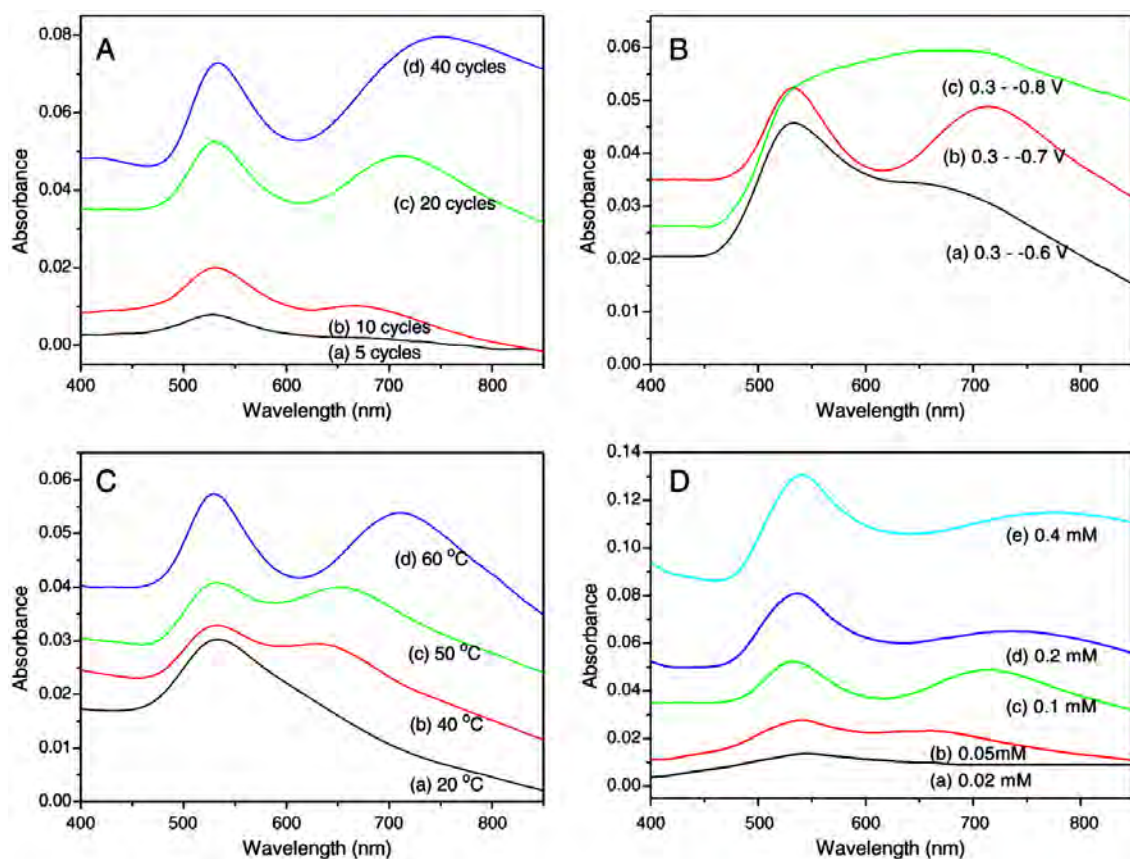 A
0.08
0.06
0.04
0.02
0.00
Absorbance
(d) 40 cycles
(c) 20 cycles
(b) 10 cycles
(a) 5 cycles
400 500 600 700 800
Wavelength (nm)
B
0.06
0.05
0.04
0.03
0.02
0.01
0.00
Absorbance
(c) 0.3 - -0.8 V
(b) 0.3 - -0.7 V
(a) 0.3 - -0.6 V
400 500 600 700 800
Wavelength (nm)
C
0.06
0.05
0.04
0.03
0.02
0.01
0.00
Absorbance
(d) 60 °C
(c) 50 °C
(b) 40 °C
(a) 20 °C
400 500 600 700 800
Wavelength (nm)
D
0.14
0.12
0.10
0.08
0.06
0.04
0.02
0.00
Absorbance
(e) 0.4 mM
(d) 0.2 mM
(c) 0.1 mM
(b) 0.05mM
(a) 0.02 mM
400 500 600 700 800
Wavelength (nm)